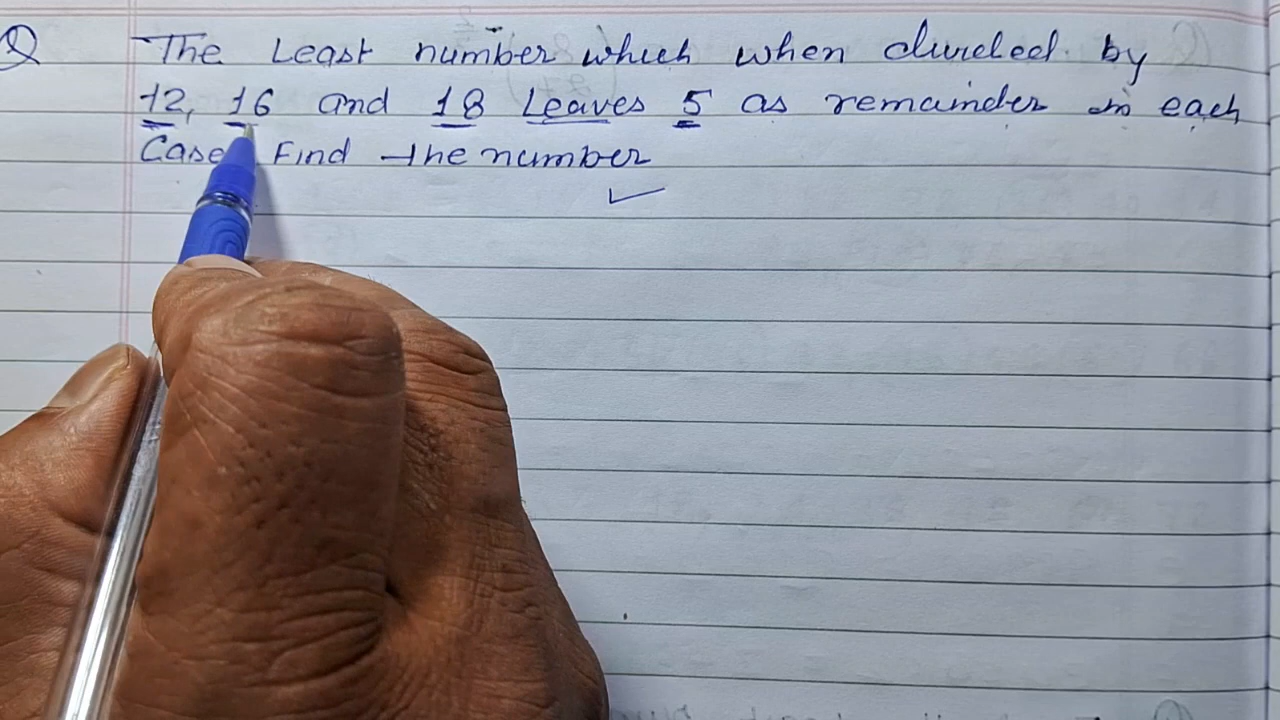 Q The Least number which when divided by
12, 16 and 18 Leaves 5 as remainder in each
Case Find the number